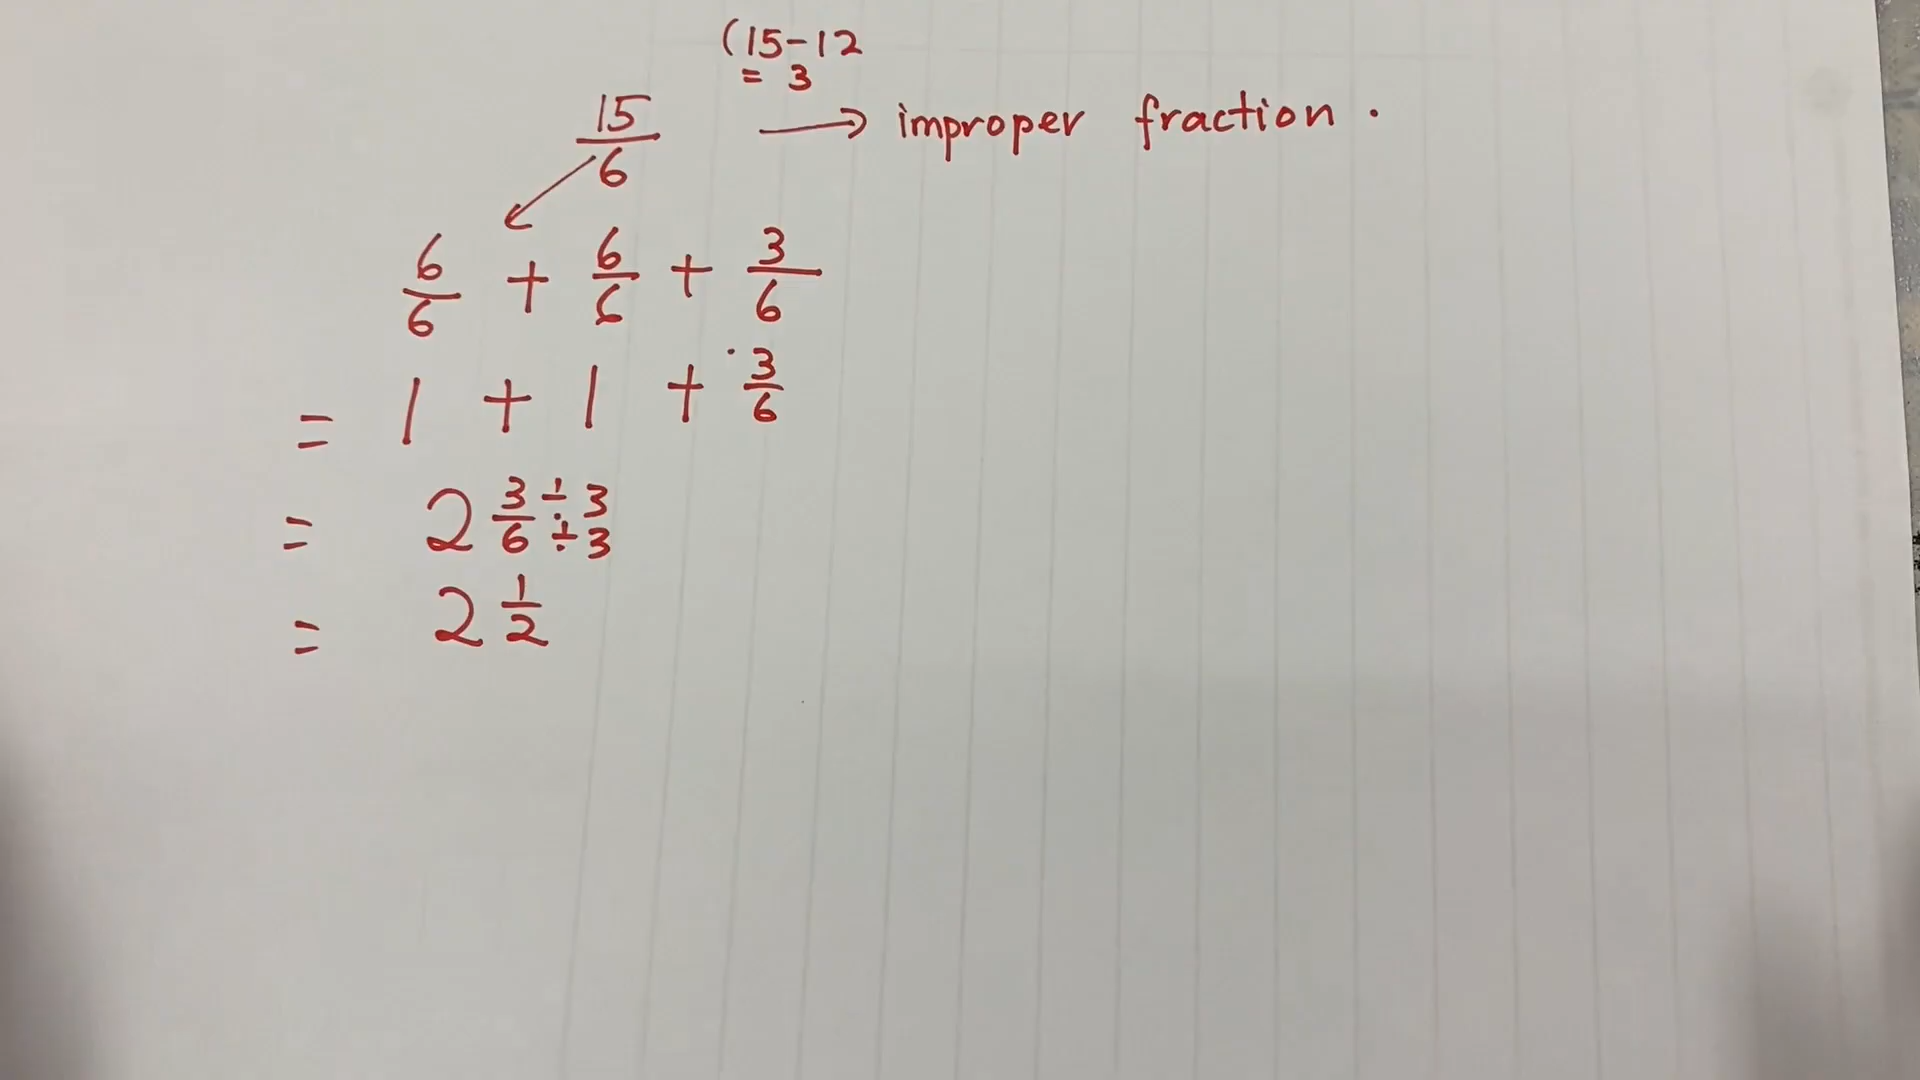 (15-12
= 3
15/6 → improper fraction.
6/6 + 6/6 + 3/6
= 1 + 1 + 3/6
= 2 3/6 ÷ 3 ÷ 3
= 2 1/2